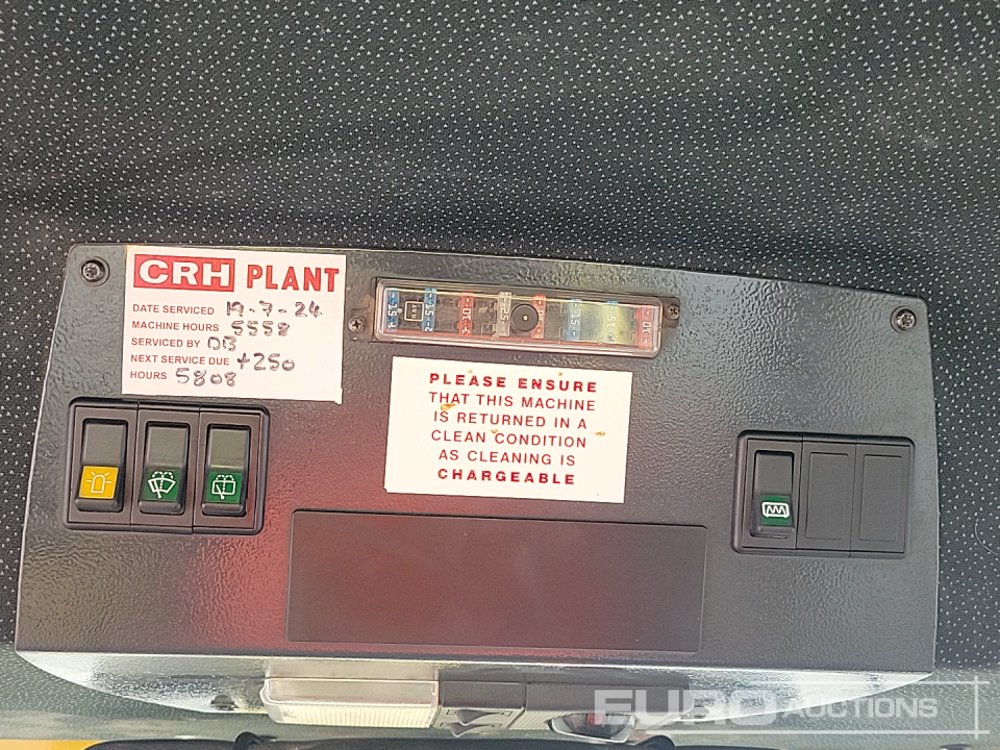 CRH PLANT
DATE SERVICED 19-7-24
MACHINE HOURS 5558
SERVICED BY DB
NEXT SERVICE DUE +250
HOURS 5808
PLEASE ENSURE
THAT THIS MACHINE
IS RETURNED IN A
CLEAN CONDITION
AS CLEANING IS
CHARGEABLE
EURO AUCTIONS